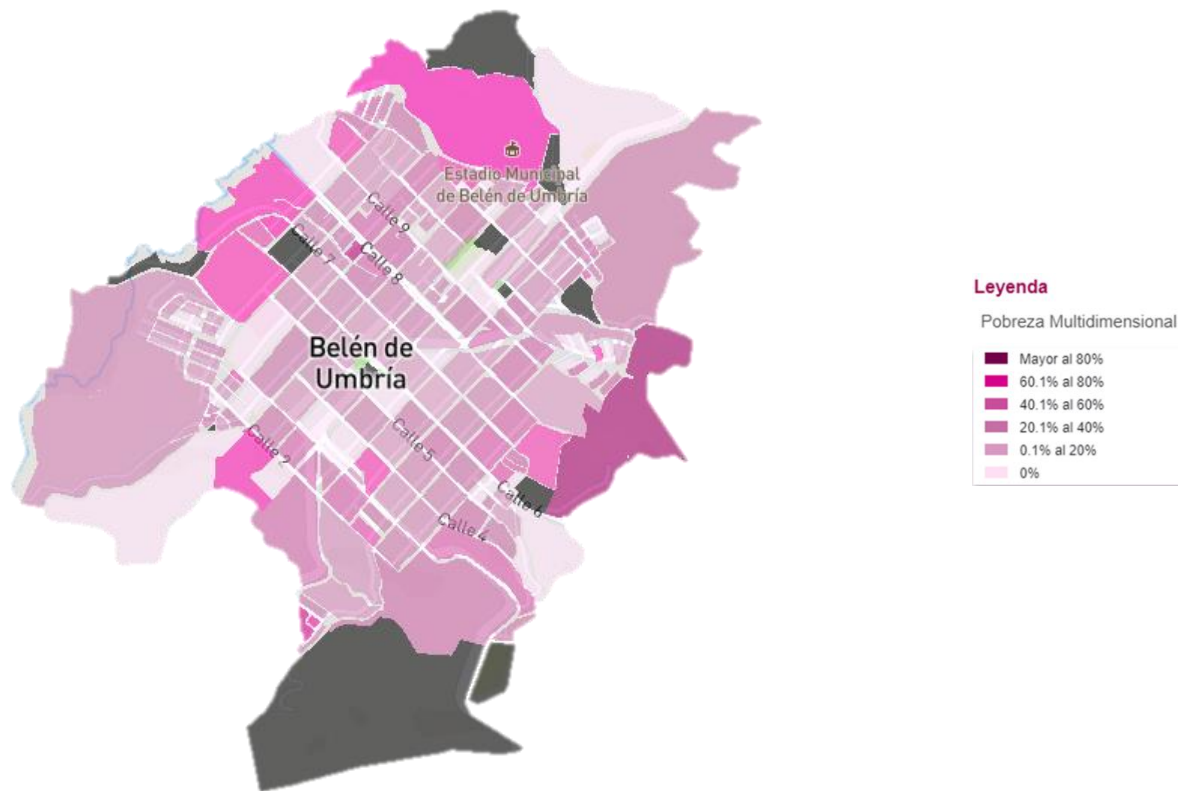 Estadio Municipal
de Belén de Umbría
Calle 9
Calle 7
Calle 8
Belén de
Umbría
Calle 2
Calle 5
Calle 6
Calle 4
Leyenda
Pobreza Multidimensional
Mayor al 80%
60.1% al 80%
40.1% al 60%
20.1% al 40%
0.1% al 20%
0%